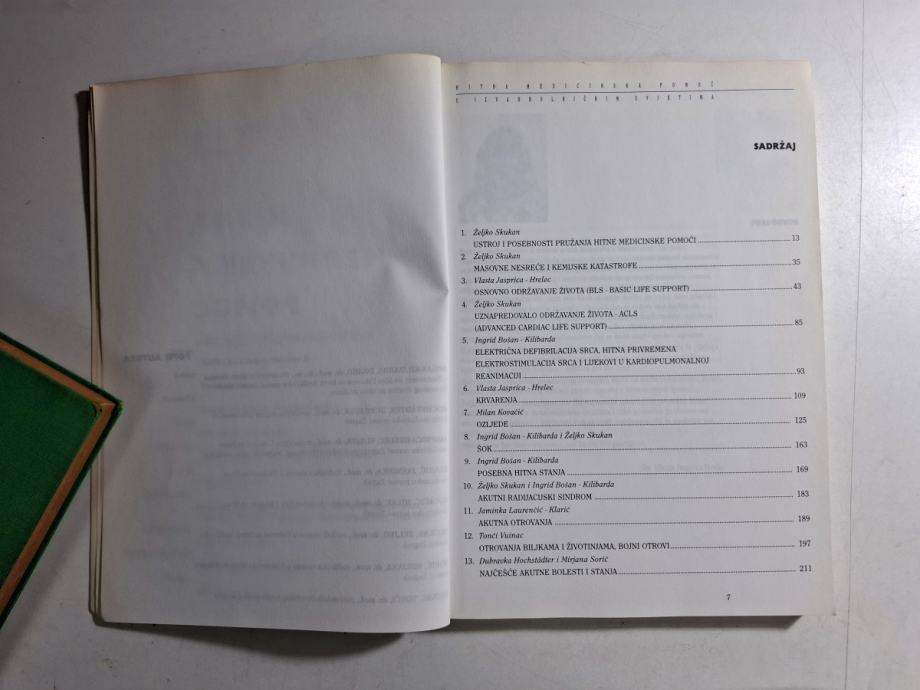 HITNA MEDICINSKA POMOĆ
U IZVANBOLNIČKIM UVJETIMA
SADRŽAJ
1. Željko Skukan
USTROJ I POSEBNOSTI PRUŽANJA HITNE MEDICINSKE POMOĆI 13
2. Željko Skukan
MASOVNE NESREĆE I KEMIJSKE KATASTROFE 35
3. Vlasta Jasprica - Hrelec
OSNOVNO ODRŽAVANJE ŽIVOTA (BLS - BASIC LIFE SUPPORT) 43
4. Željko Skukan
UZNAPREDOVALO ODRŽAVANJE ŽIVOTA - ACLS
(ADVANCED CARDIAC LIFE SUPPORT) 85
5. Ingrid Bošan - Kilibarda
ELEKTRIČNA DEFIBRILACIJA SRCA, HITNA PRIVREMENA
ELEKTROSTIMULACIJA SRCA I LIJEKOVI U KARDIOPULMONALNOJ
REANIMACIJI 93
6. Vlasta Jasprica - Hrelec
KRVARENJA 109
7. Milan Kovačić
OZLJEDE 125
8. Ingrid Bošan - Kilibarda i Željko Skukan
ŠOK 163
9. Ingrid Bošan - Kilibarda
POSEBNA HITNA STANJA 169
10. Željko Skukan i Ingrid Bošan - Kilibarda
AKUTNI RADIJACUSKI SINDROM 183
11. Jaminka Laurenčić - Klarić
AKUTNA OTROVANJA 189
12. Tonći Vuinac
OTROVANJA BILJKAMA I ŽIVOTINJAMA, BOJNI OTROVI 197
13. Dubravka Hochstädter i Mirjana Sorić
NAJČEŠĆE AKUTNE BOLESTI I STANJA 211
7